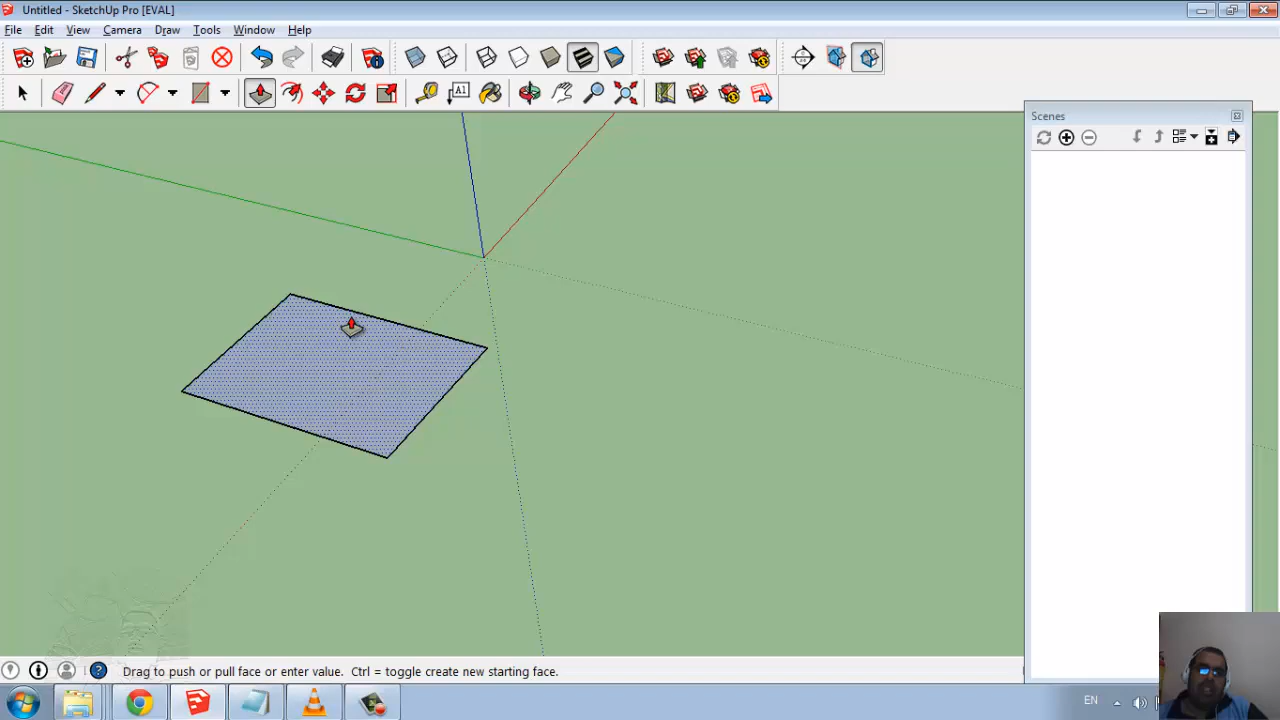 Untitled - SketchUp Pro [EVAL]
File Edit View Camera Draw Tools Window Help
A1
Scenes
Drag to push or pull face or enter value. Ctrl = toggle create new starting face.
EN